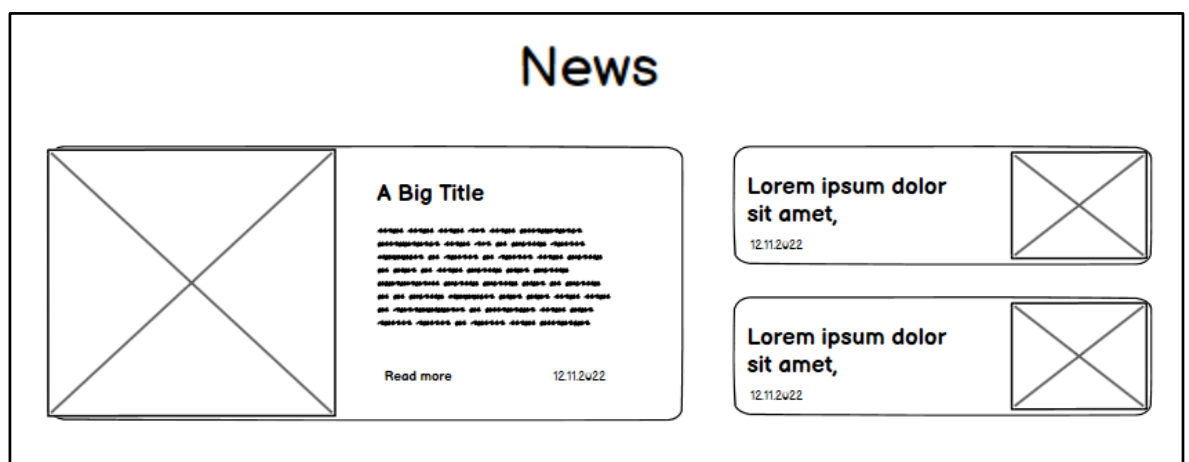 News
A Big Title
Read more
12.11.2022
Lorem ipsum dolor
sit amet,
12.11.2022
Lorem ipsum dolor
sit amet,
12.11.2022